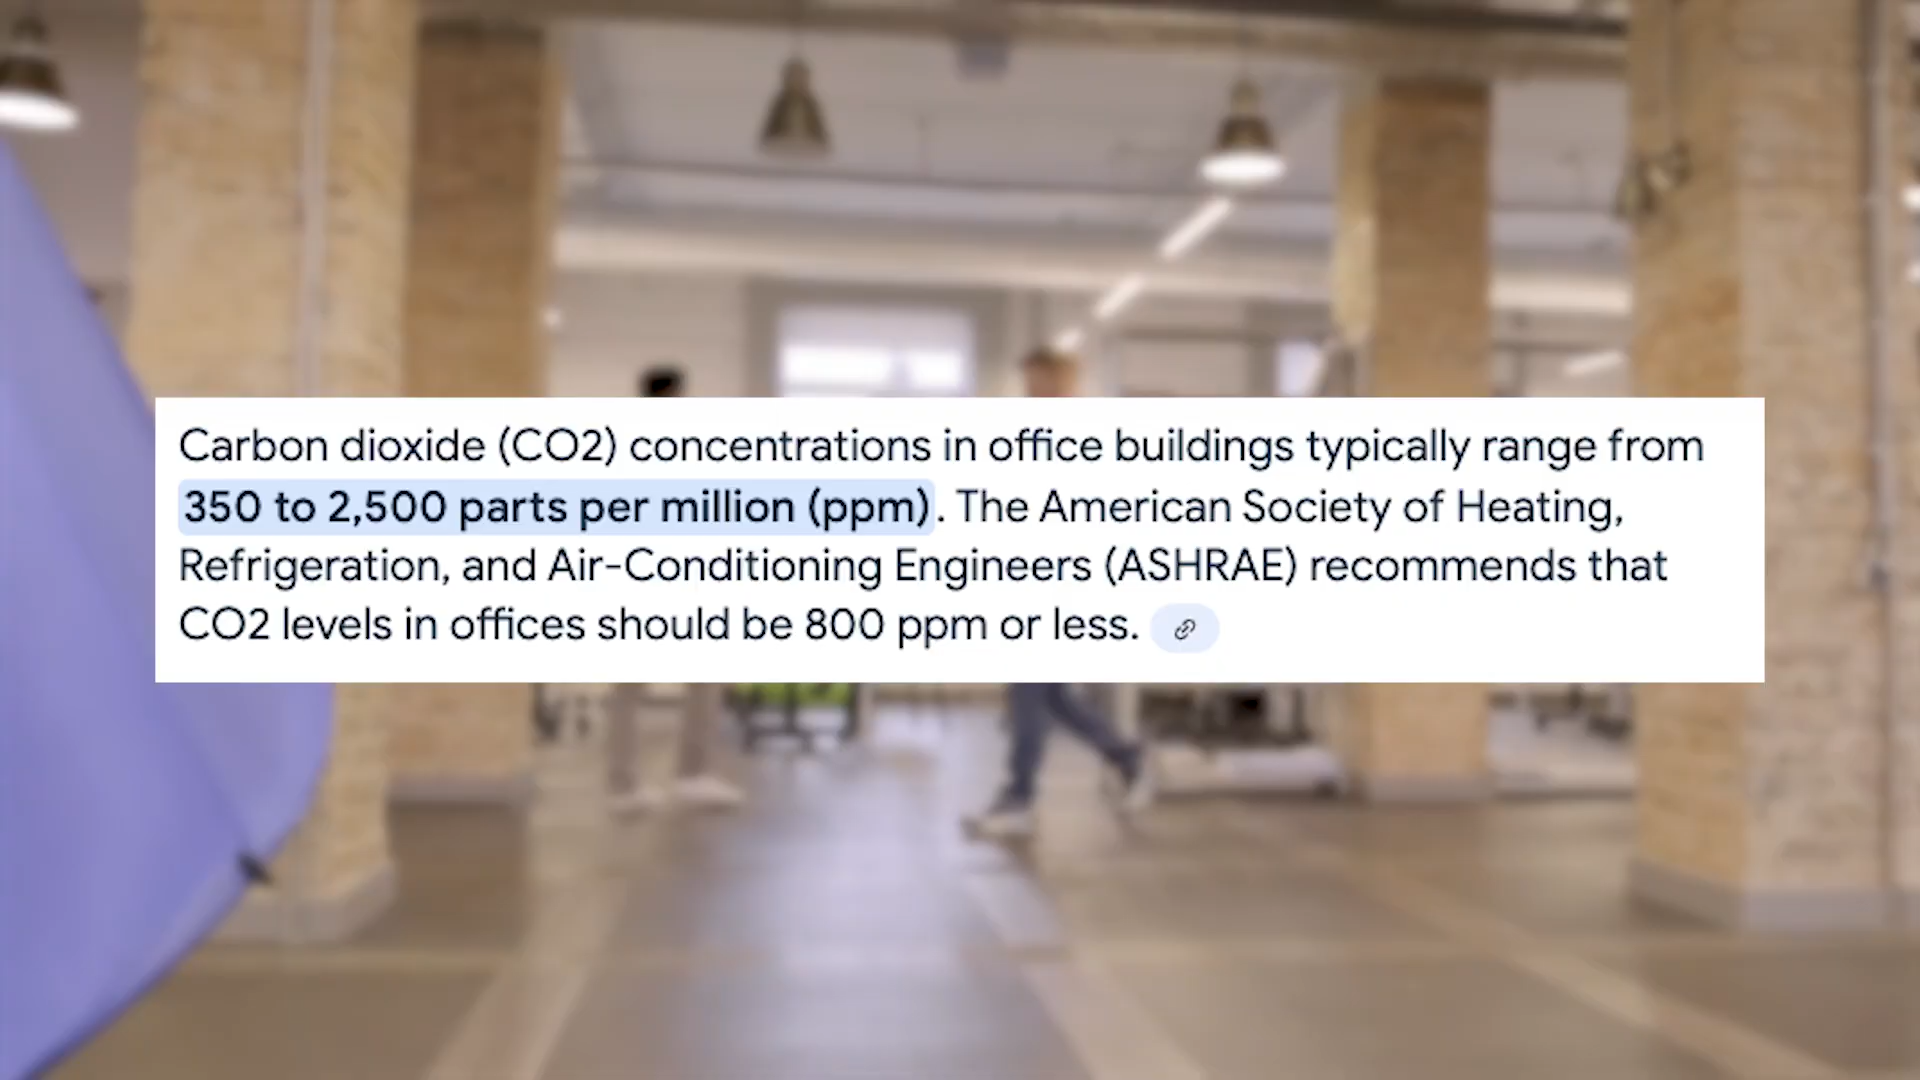 Carbon dioxide (CO2) concentrations in office buildings typically range from
350 to 2,500 parts per million (ppm). The American Society of Heating,
Refrigeration, and Air-Conditioning Engineers (ASHRAE) recommends that
CO2 levels in offices should be 800 ppm or less.